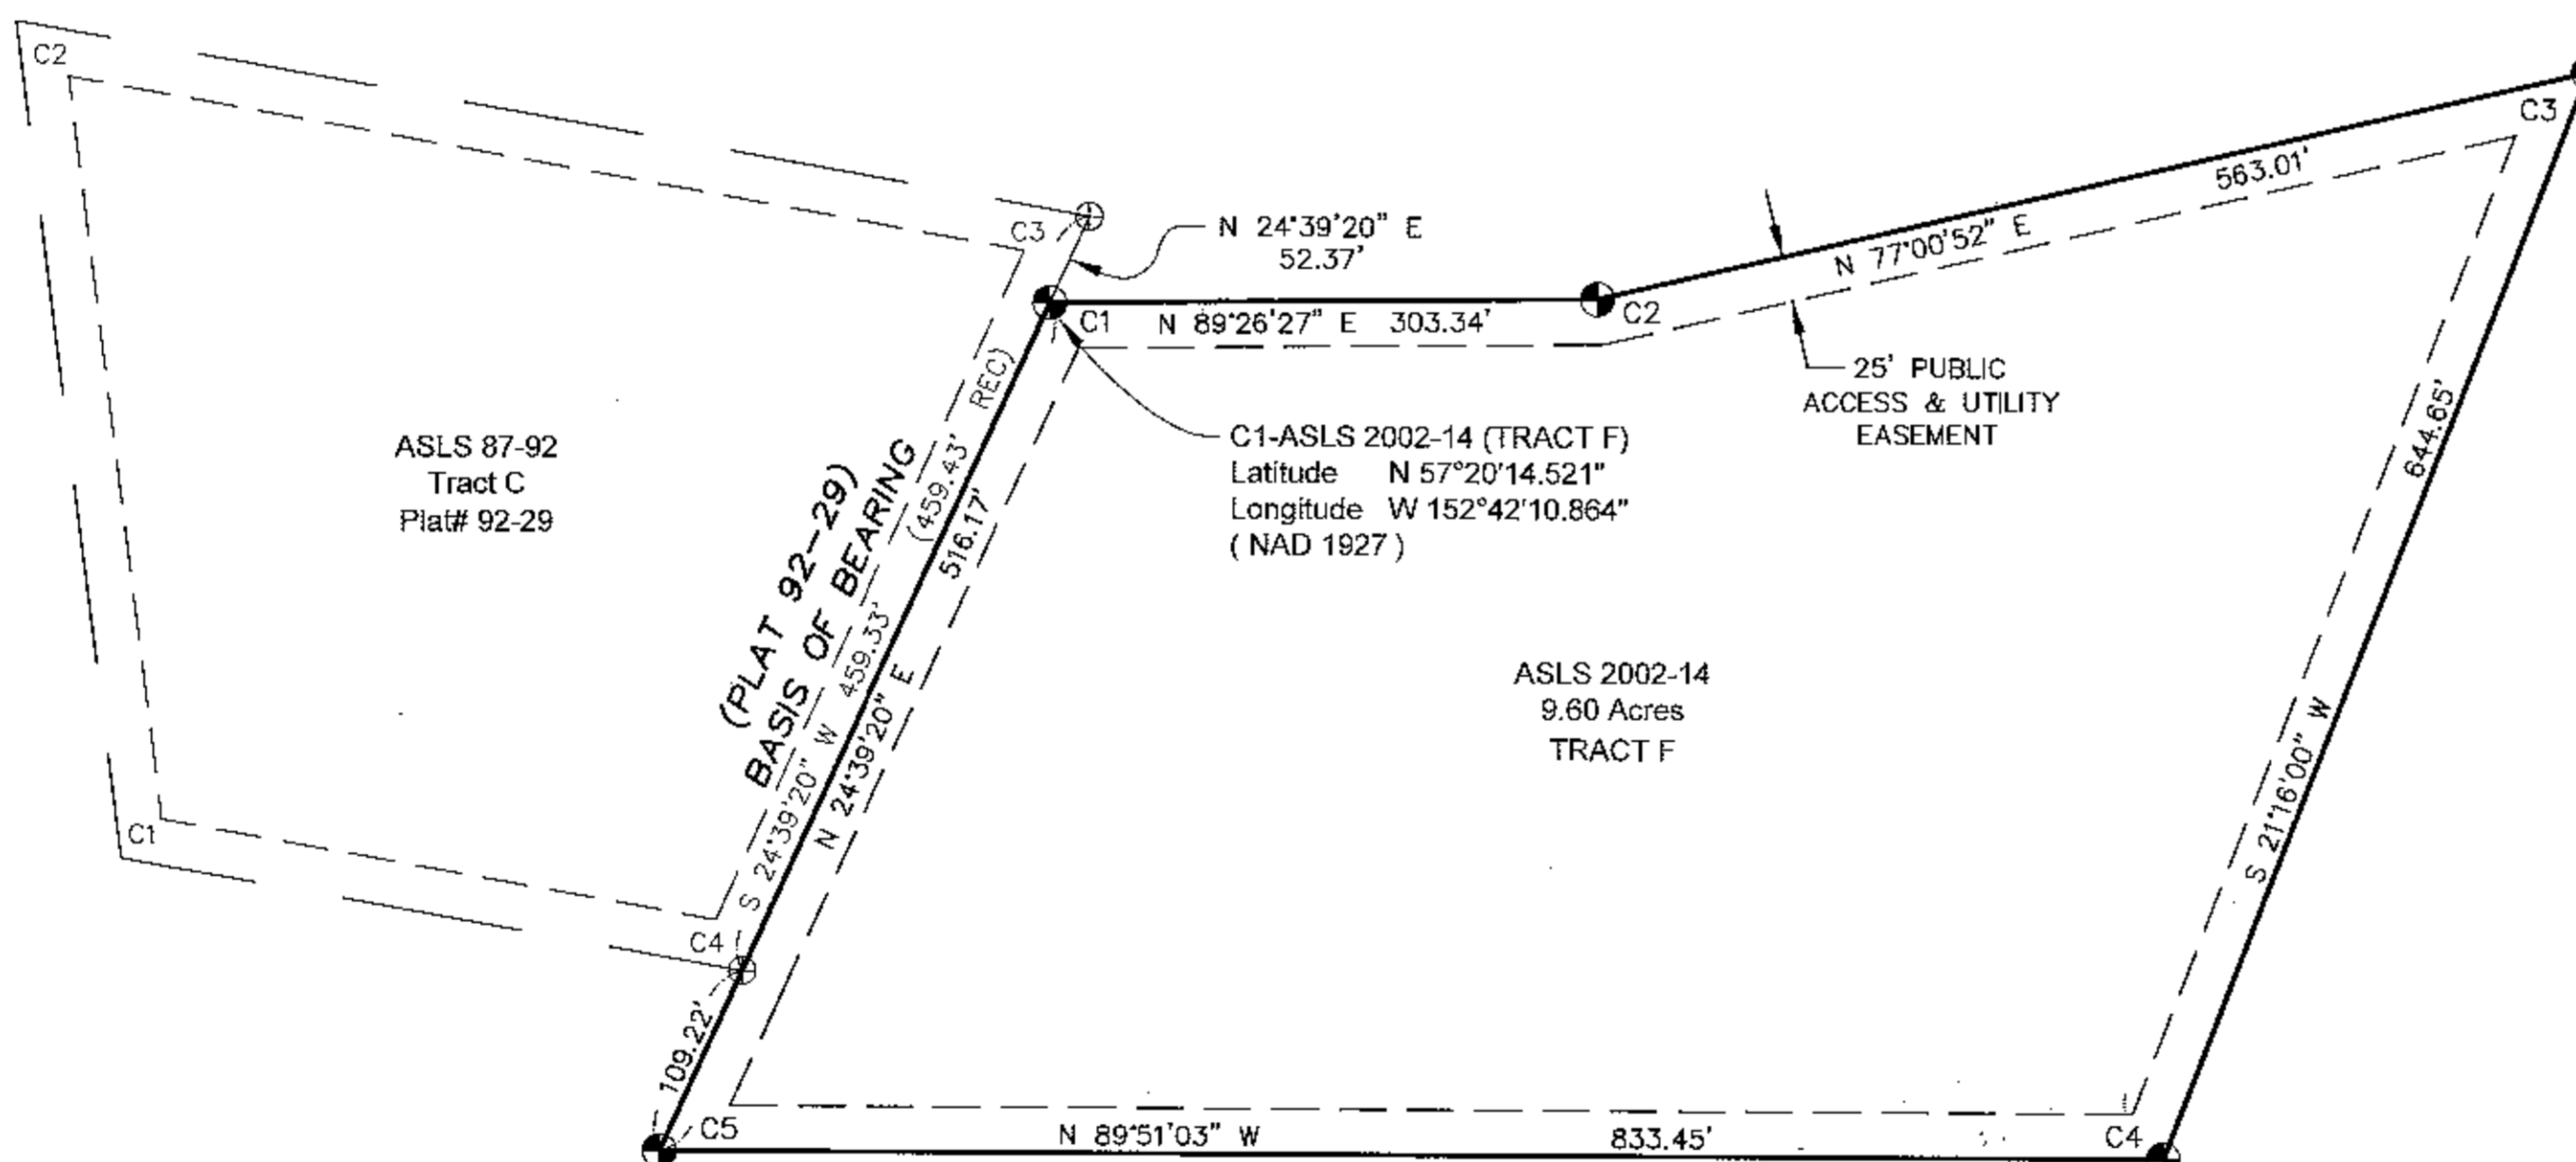 C2
C3
N 24°39'20" E
52.37'
C1 N 89°26'27" E 303.34'
C2
N 77°00'52" E
563.01'
C3
25' PUBLIC
ACCESS & UTILITY
EASEMENT
C1-ASLS 2002-14 (TRACT F)
Latitude N 57°20'14.521"
Longitude W 152°42'10.864"
( NAD 1927 )
ASLS 87-92
Tract C
Plat# 92-29
(PLAT 92-29)
BASIS OF BEARING
S 24°39'20" W 459.33'
(459.43' REC)
N 24°39'20" E
516.17'
ASLS 2002-14
9.60 Acres
TRACT F
644.65'
S 21°16'00" W
C1
C4
109.22'
C5
N 89°51'03" W 833.45'
C4